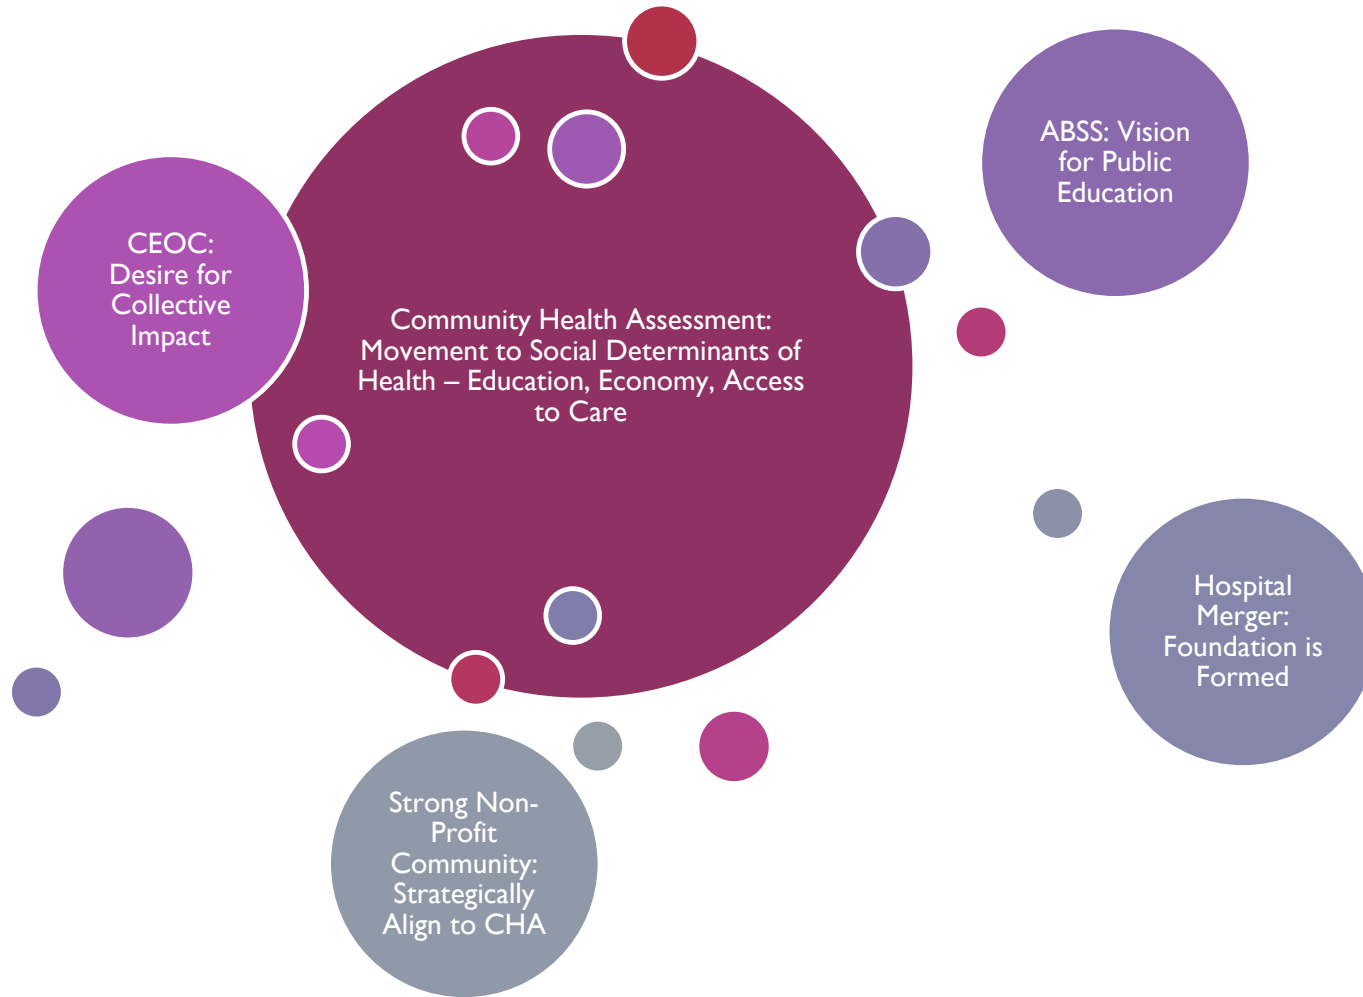 ABSS: Vision
for Public
Education
CEOC:
Desire for
Collective
Impact
Community Health Assessment:
Movement to Social Determinants of
Health – Education, Economy, Access
to Care
Hospital
Merger:
Foundation is
Formed
Strong Non-
Profit
Community:
Strategically
Align to CHA